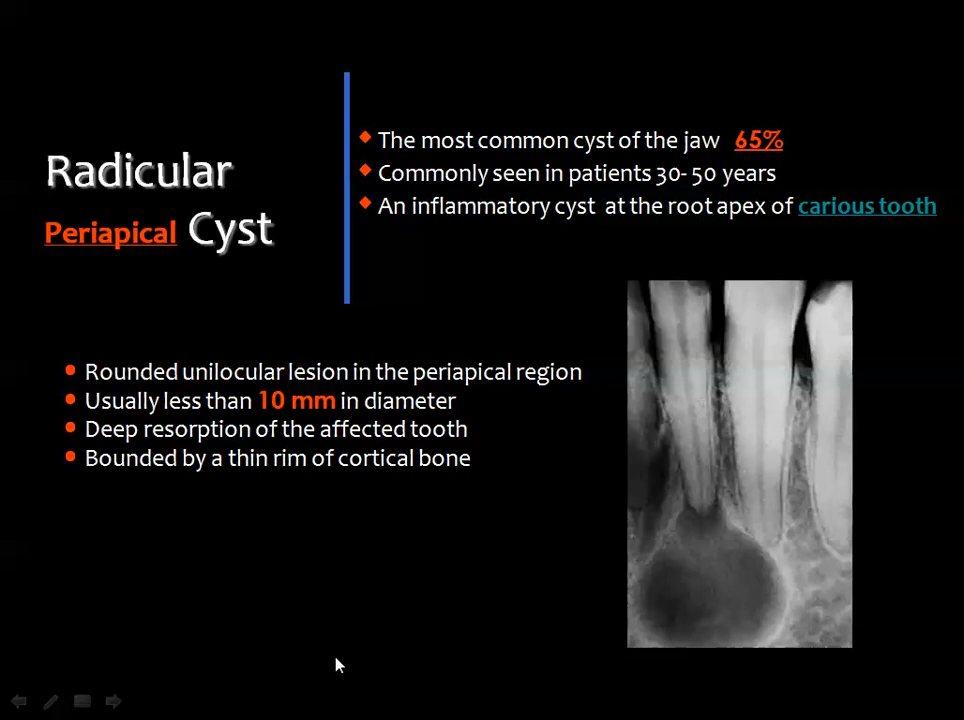 Radicular
Periapical Cyst
The most common cyst of the jaw 65%
Commonly seen in patients 30- 50 years
An inflammatory cyst at the root apex of carious tooth
Rounded unilocular lesion in the periapical region
Usually less than 10 mm in diameter
Deep resorption of the affected tooth
Bounded by a thin rim of cortical bone